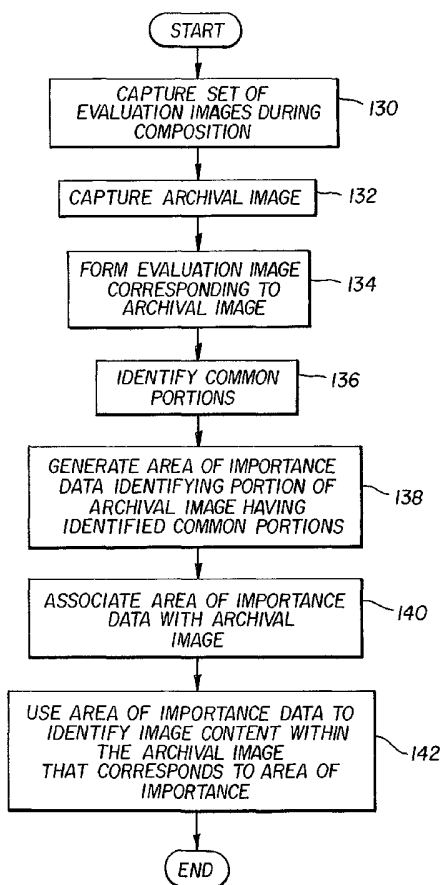 START
CAPTURE SET OF
EVALUATION IMAGES DURING
COMPOSITION
130
CAPTURE ARCHIVAL IMAGE
132
FORM EVALUATION IMAGE
CORRESPONDING TO
ARCHIVAL IMAGE
134
IDENTIFY COMMON
PORTIONS
136
GENERATE AREA OF IMPORTANCE
DATA IDENTIFYING PORTION OF
ARCHIVAL IMAGE HAVING
IDENTIFIED COMMON PORTIONS
138
ASSOCIATE AREA OF IMPORTANCE
DATA WITH ARCHIVAL
IMAGE
140
USE AREA OF IMPORTANCE DATA TO
IDENTIFY IMAGE CONTENT WITHIN
THE ARCHIVAL IMAGE
THAT CORRESPONDS TO AREA OF
IMPORTANCE
142
END